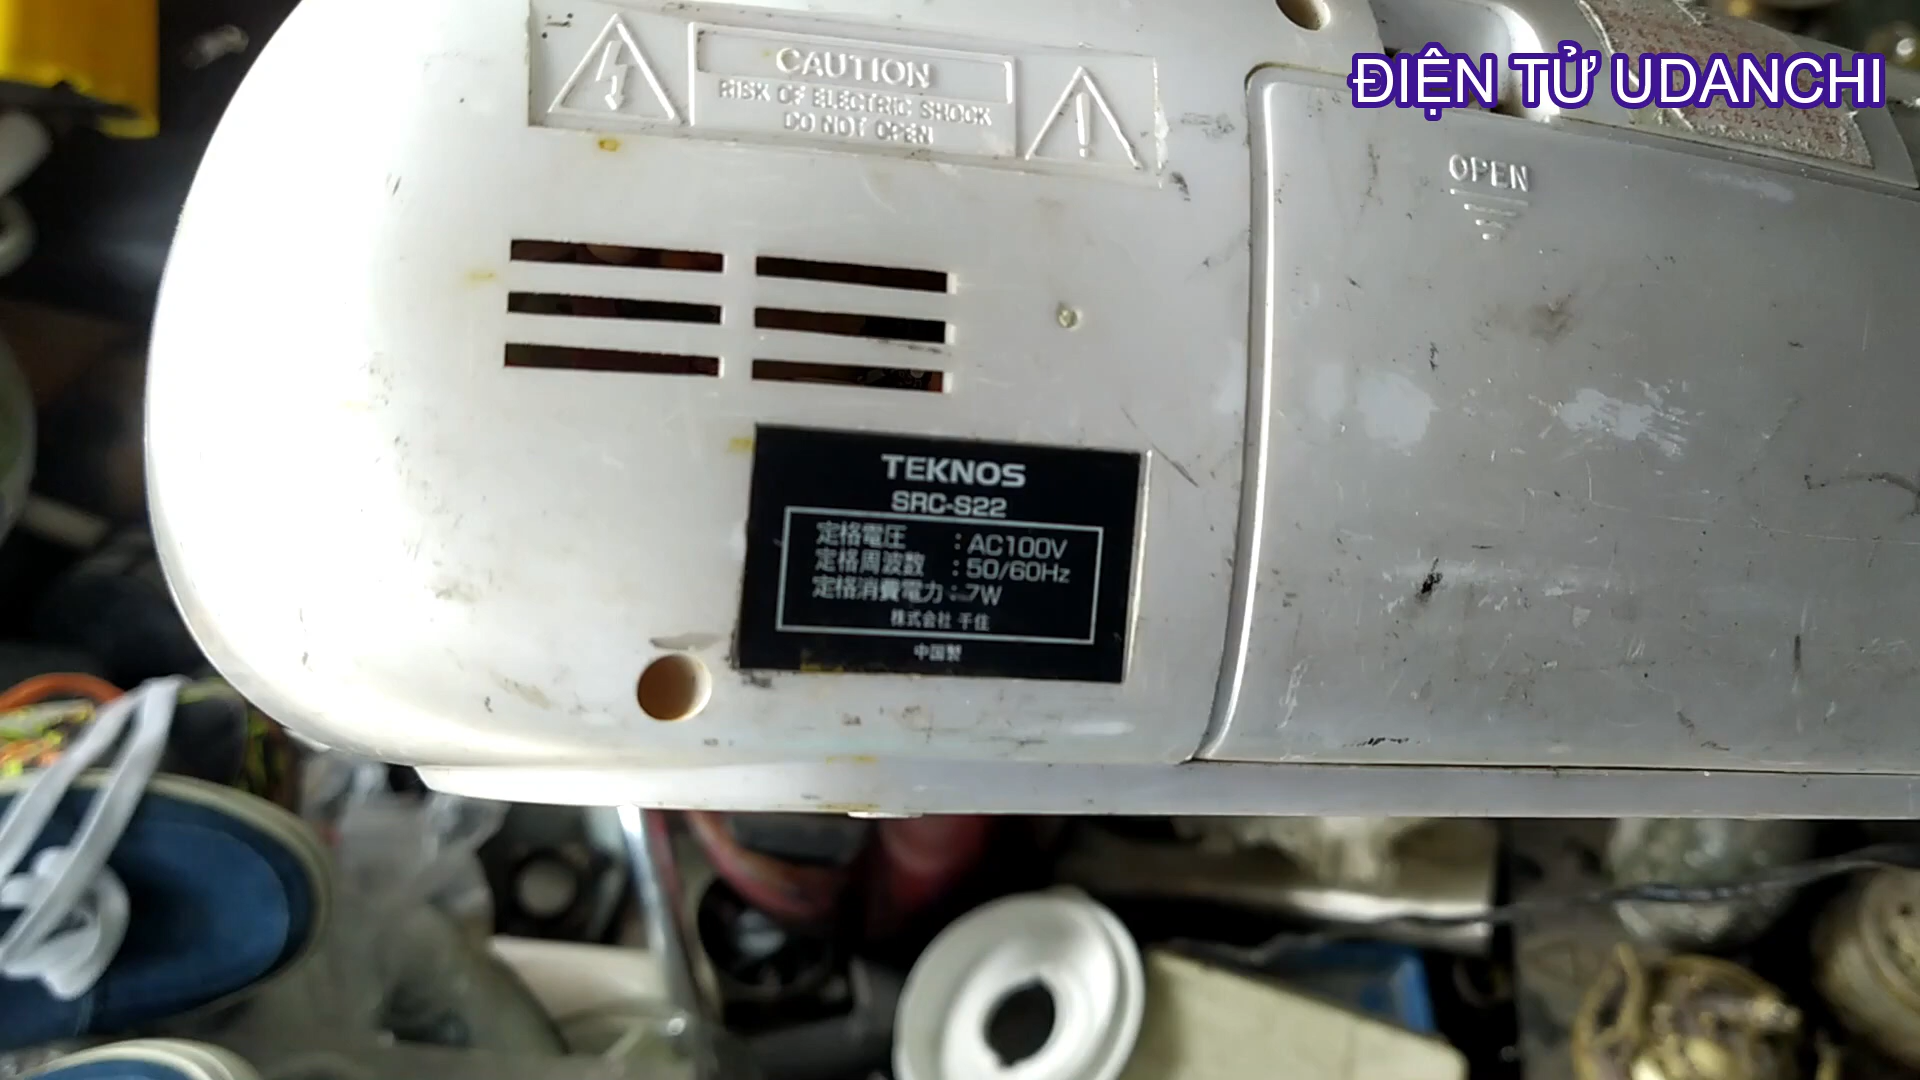 ĐIỆN TỬ UDANCHI
CAUTION
RISK OF ELECTRIC SHOCK
DO NOT OPEN
OPEN
TEKNOS
SRC-S22
定格電圧 : AC100V
定格周波数 : 50/60Hz
定格消費電力 : 7W
株式会社 千住
中国製